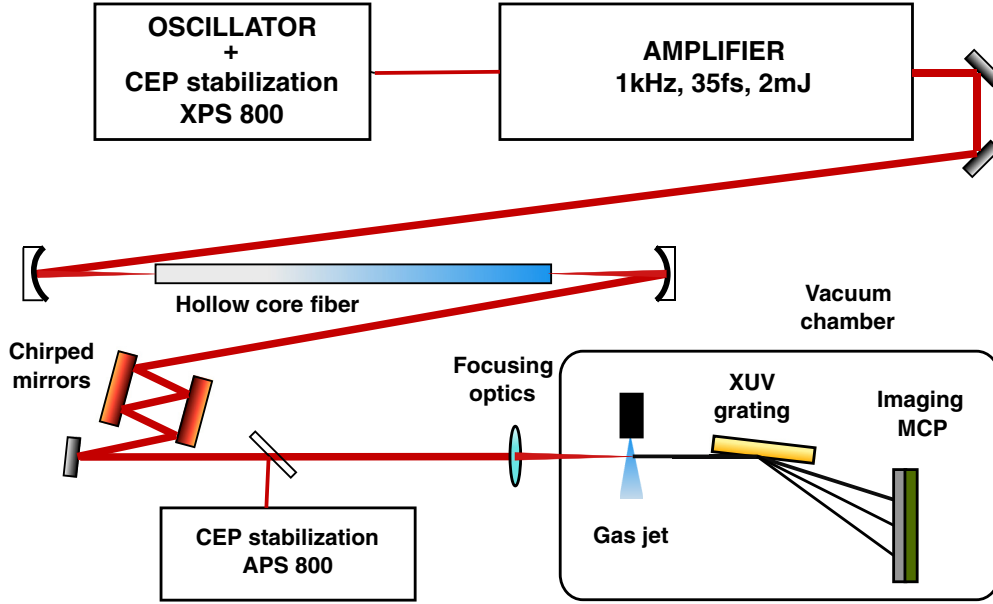 OSCILLATOR
+
CEP stabilization
XPS 800
AMPLIFIER
1kHz, 35fs, 2mJ
Hollow core fiber
Chirped
mirrors
Focusing
optics
Vacuum
chamber
XUV
grating
Imaging
MCP
Gas jet
CEP stabilization
APS 800